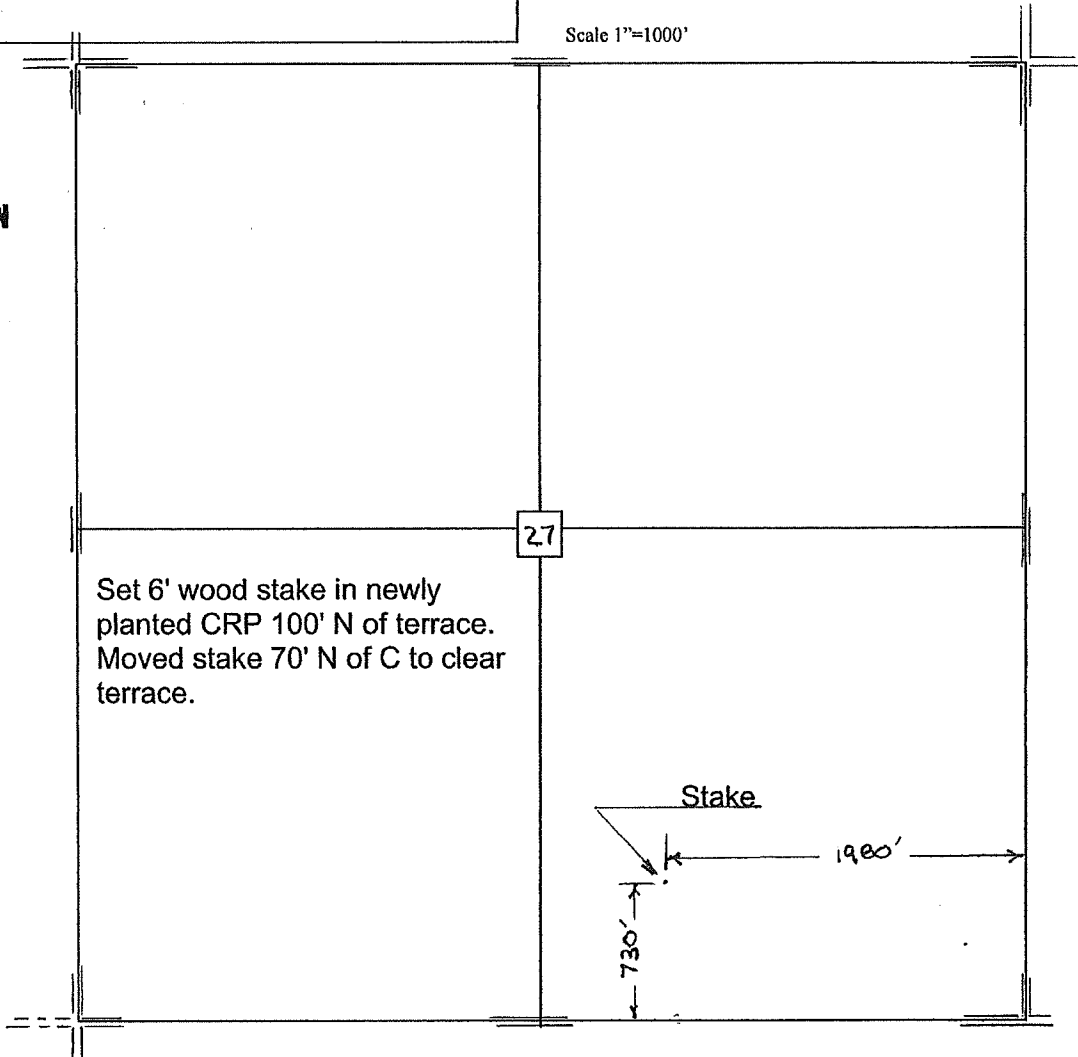 Scale 1"=1000'
N
27
Set 6' wood stake in newly
planted CRP 100' N of terrace.
Moved stake 70' N of C to clear
terrace.
Stake
1980'
730'